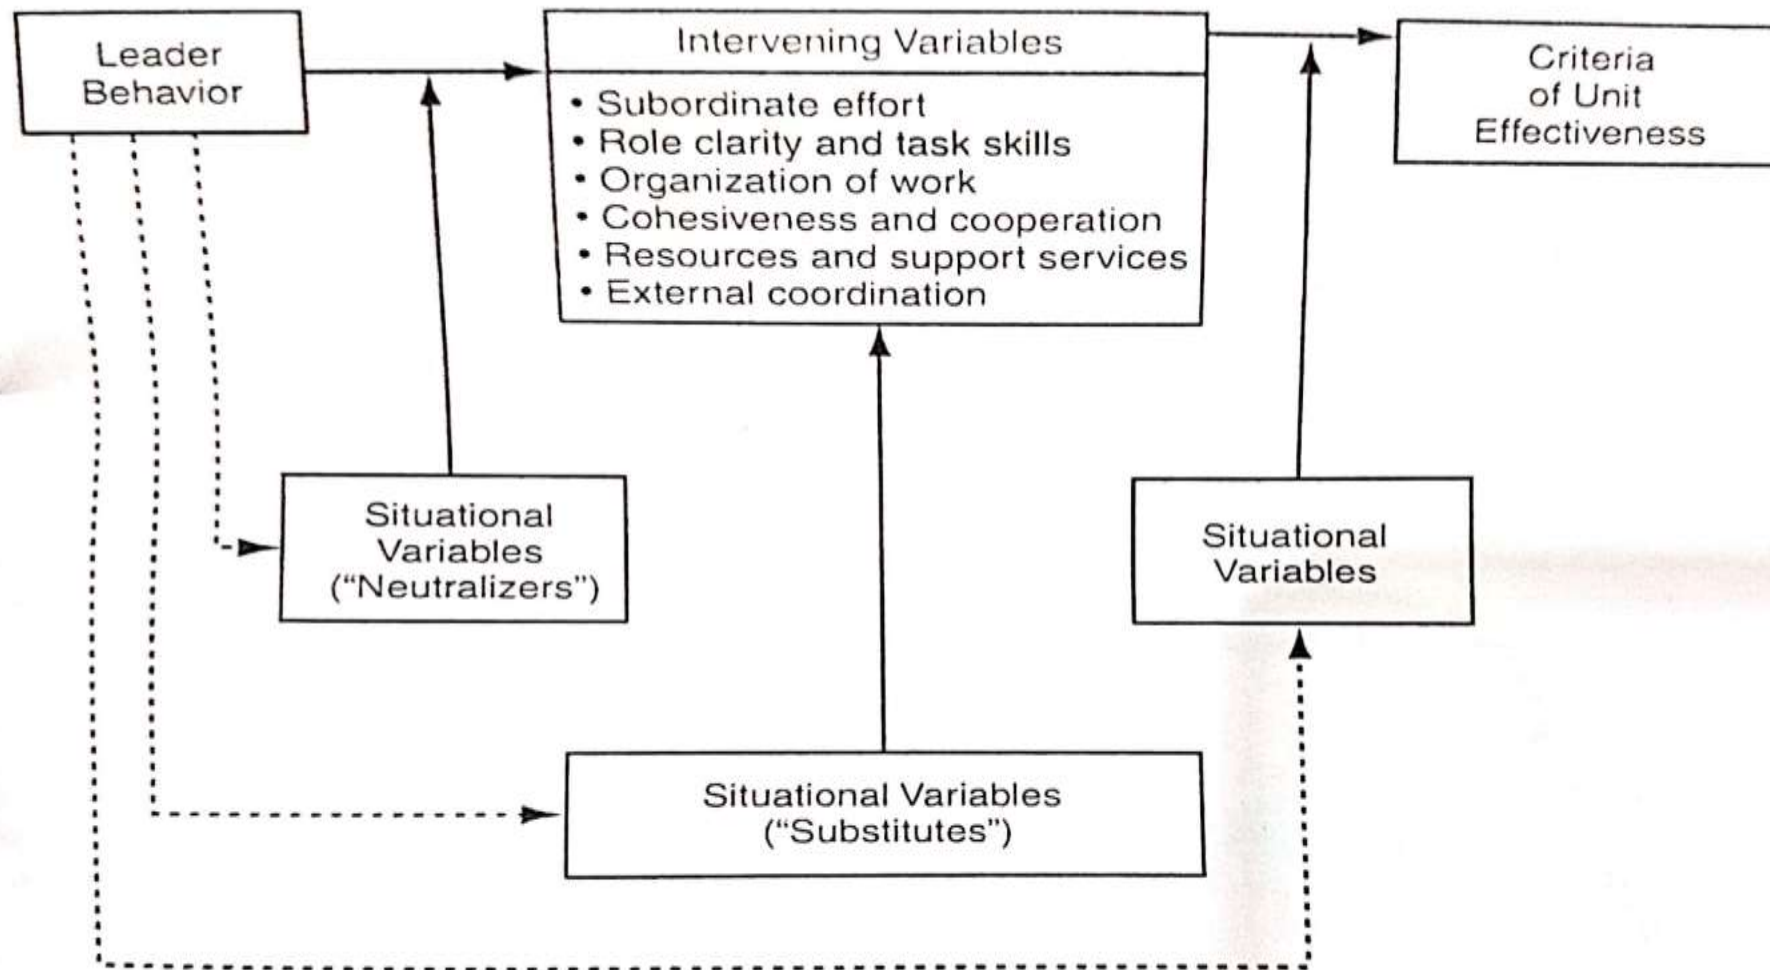 Leader
Behavior
Intervening Variables
• Subordinate effort
• Role clarity and task skills
• Organization of work
• Cohesiveness and cooperation
• Resources and support services
• External coordination
Criteria
of Unit
Effectiveness
Situational
Variables
(“Neutralizers”)
Situational
Variables
Situational Variables
(“Substitutes”)